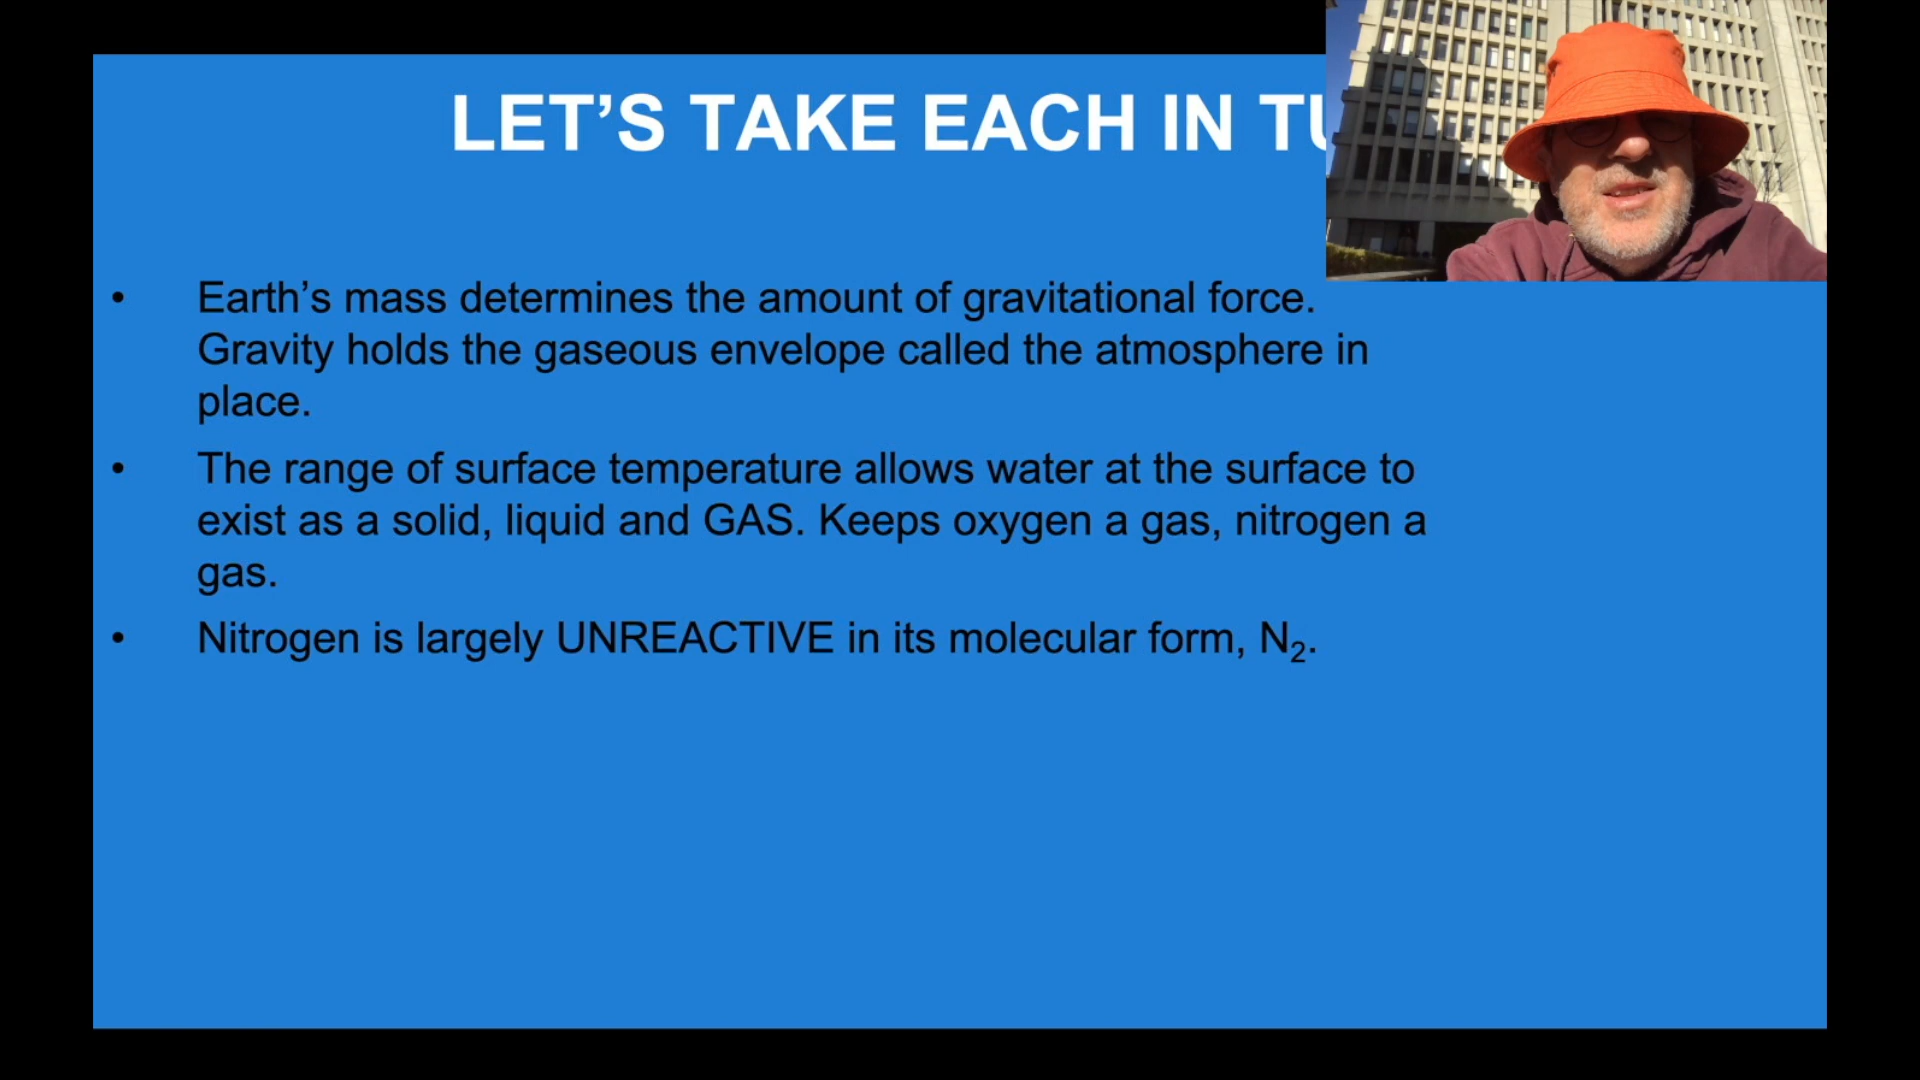 LET’S TAKE EACH IN
• Earth’s mass determines the amount of gravitational force.
Gravity holds the gaseous envelope called the atmosphere in
place.
• The range of surface temperature allows water at the surface to
exist as a solid, liquid and GAS. Keeps oxygen a gas, nitrogen a
gas.
• Nitrogen is largely UNREACTIVE in its molecular form, N₂.